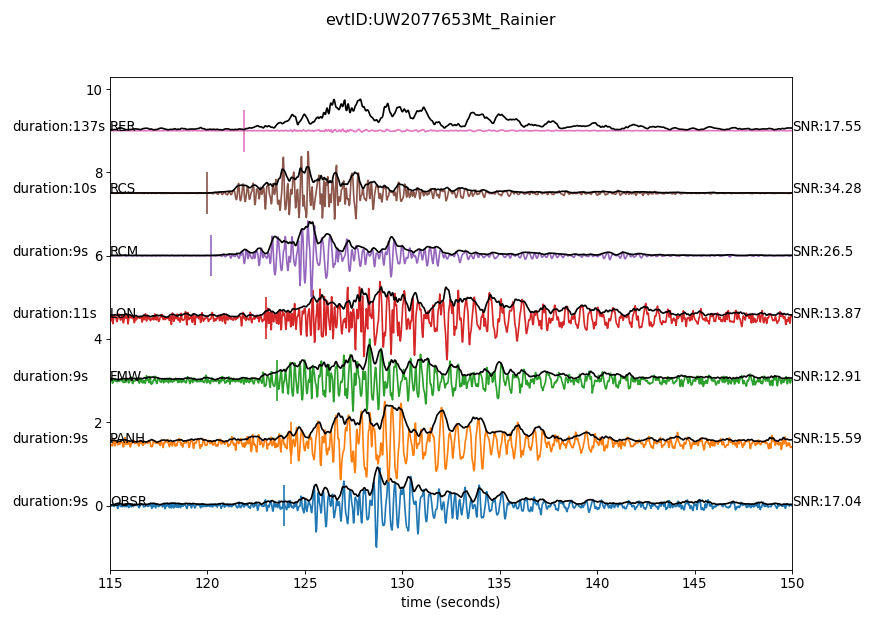 evtID:UW2077653Mt_Rainier
10
duration:137s RER SNR:17.55
8
duration:10s RCS SNR:34.28
duration:9s RCM SNR:26.5
6
duration:11s LON SNR:13.87
4
duration:9s FMW SNR:12.91
2
duration:9s PANH SNR:15.59
duration:9s OBSR SNR:17.04
0
115 120 125 130 135 140 145 150
time (seconds)